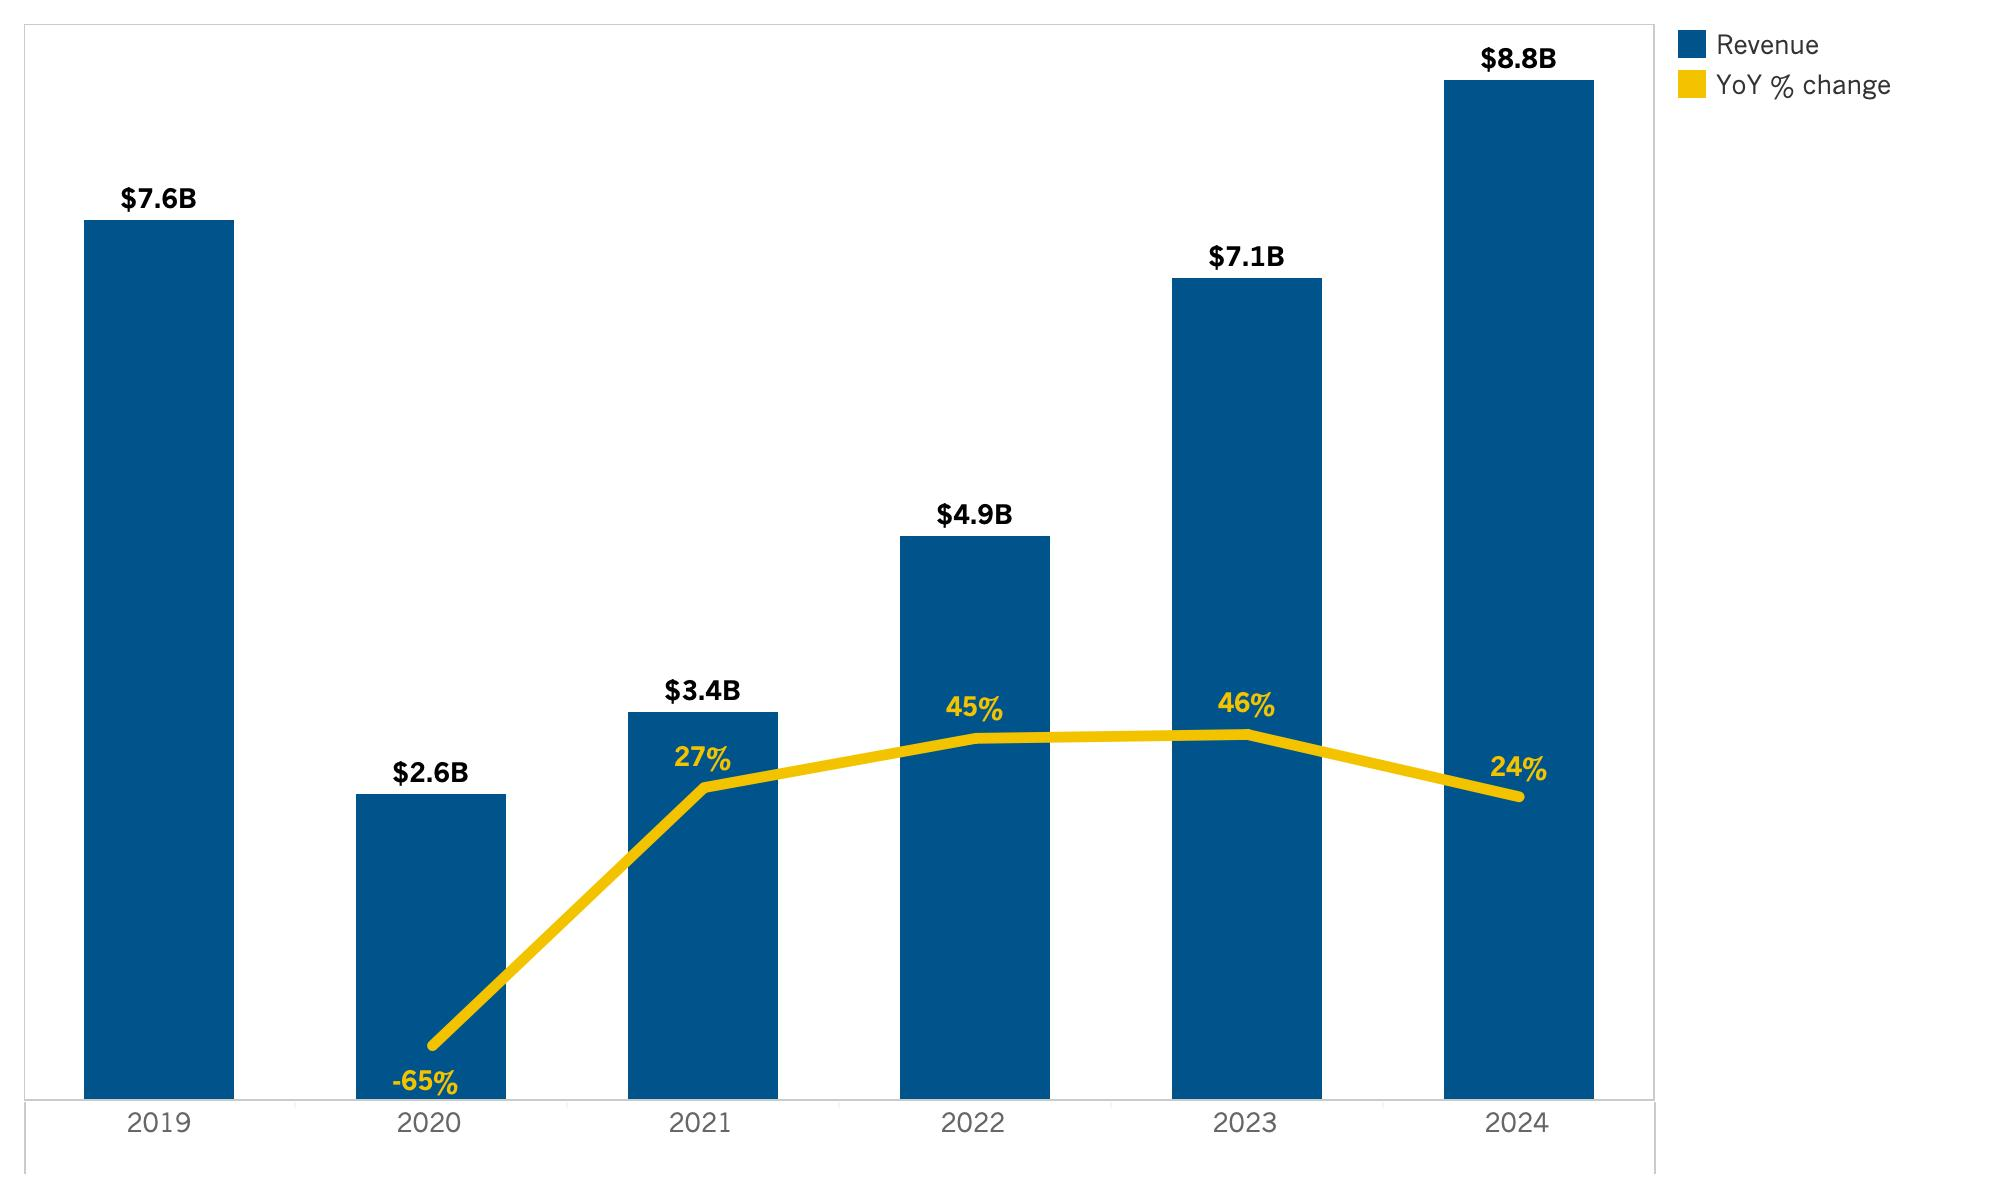 Revenue
YoY % change
$8.8B
$7.6B
$7.1B
$4.9B
$3.4B
$2.6B
45%
46%
27%
24%
-65%
2019 2020 2021 2022 2023 2024